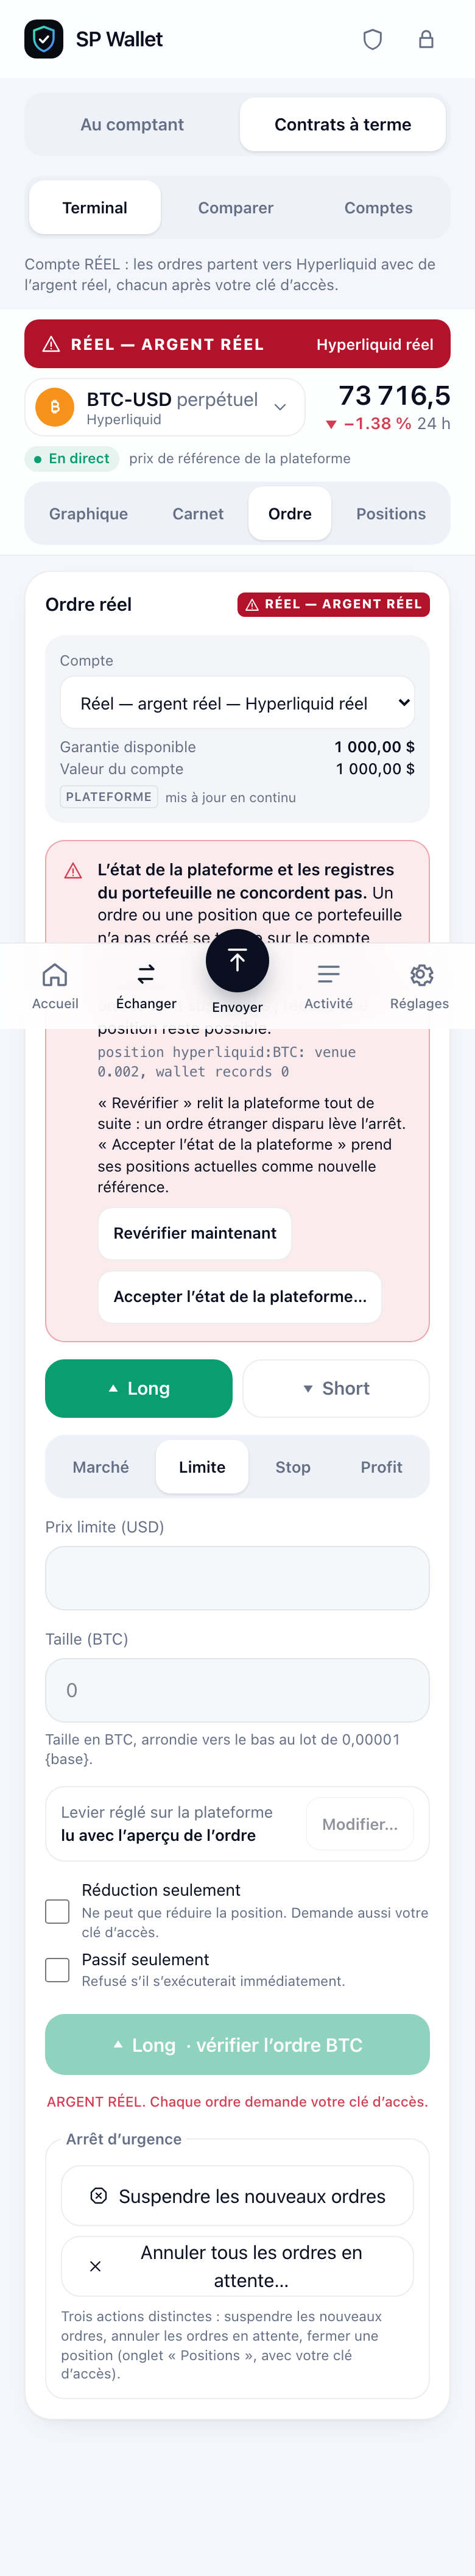 SP Wallet
Au comptant
Contrats à terme
Terminal
Comparer
Comptes
Compte RÉEL : les ordres partent vers Hyperliquid avec de
l’argent réel, chacun après votre clé d’accès.
RÉEL — ARGENT RÉEL
Hyperliquid réel
BTC-USD perpétuel
Hyperliquid
73 716,5
▼ −1.38 % 24 h
En direct
prix de référence de la plateforme
Graphique
Carnet
Ordre
Positions
Ordre réel
RÉEL — ARGENT RÉEL
Compte
Réel — argent réel — Hyperliquid réel
Garantie disponible
1 000,00 $
Valeur du compte
1 000,00 $
PLATEFORME
mis à jour en continu
L’état de la plateforme et les registres
du portefeuille ne concordent pas. Un
ordre ou une position que ce portefeuille
n’a pas créé se sur le compte
Accueil
Échanger
Envoyer
Activité
Réglages
position reste possible.
position hyperliquid:BTC: venue
0.002, wallet records 0
« Revérifier » relit la plateforme tout de
suite : un ordre étranger disparu lève l’arrêt.
« Accepter l’état de la plateforme » prend
ses positions actuelles comme nouvelle
référence.
Revérifier maintenant
Accepter l’état de la plateforme…
▲ Long
▼ Short
Marché
Limite
Stop
Profit
Prix limite (USD)
Taille (BTC)
0
Taille en BTC, arrondie vers le bas au lot de 0,00001
{base}.
Levier réglé sur la plateforme
lu avec l’aperçu de l’ordre
Modifier…
Réduction seulement
Ne peut que réduire la position. Demande aussi votre
clé d’accès.
Passif seulement
Refusé s’il s’exécuterait immédiatement.
▲ Long · vérifier l’ordre BTC
ARGENT RÉEL. Chaque ordre demande votre clé d’accès.
Arrêt d’urgence
Suspendre les nouveaux ordres
Annuler tous les ordres en
attente…
Trois actions distinctes : suspendre les nouveaux
ordres, annuler les ordres en attente, fermer une
position (onglet « Positions », avec votre clé
d’accès).